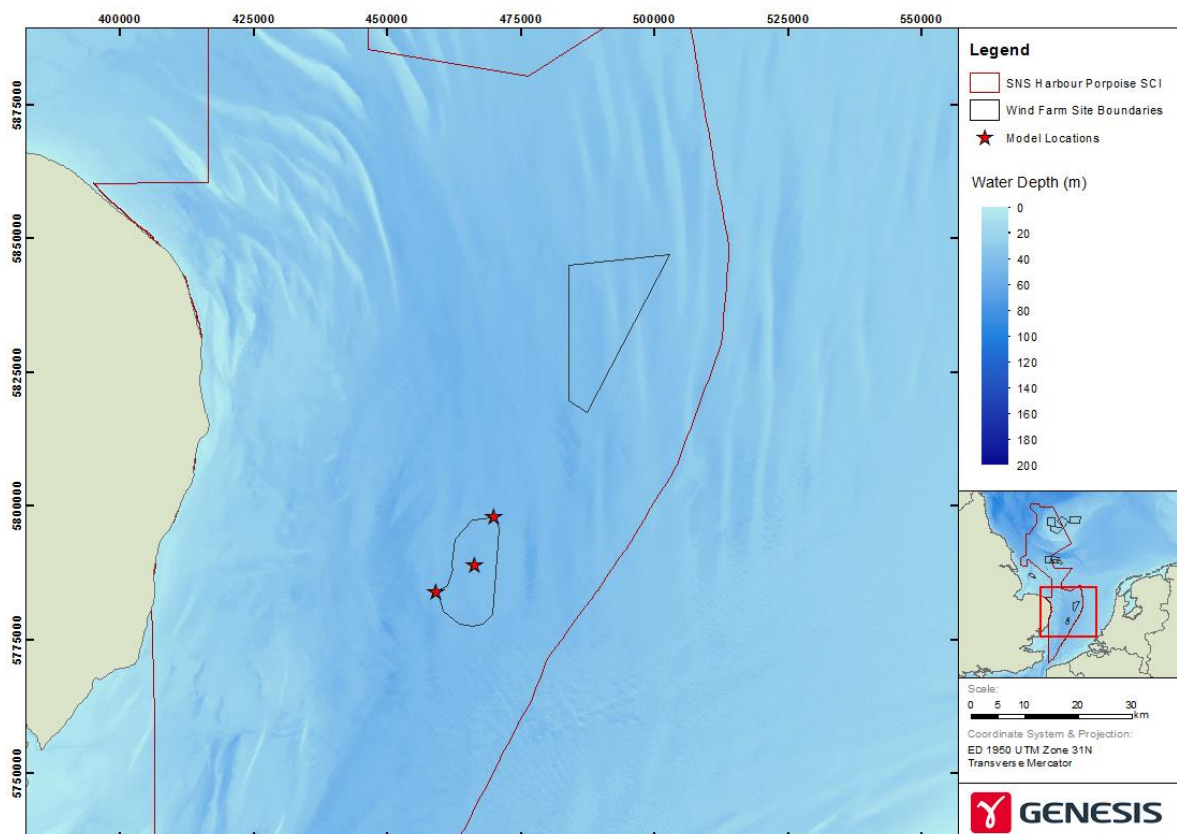 400000 425000 450000 475000 500000 525000 550000
5875000
5850000
5825000
5800000
5775000
5750000
Legend
SNS Harbour Porpoise SCI
Wind Farm Site Boundaries
Model Locations
Water Depth (m)
0
20
40
60
80
100
120
140
160
180
200
Scale:
0 5 10 20 30
km
Coordinate System & Projection:
ED 1950 UTM Zone 31N
Transverse Mercator
GENESIS